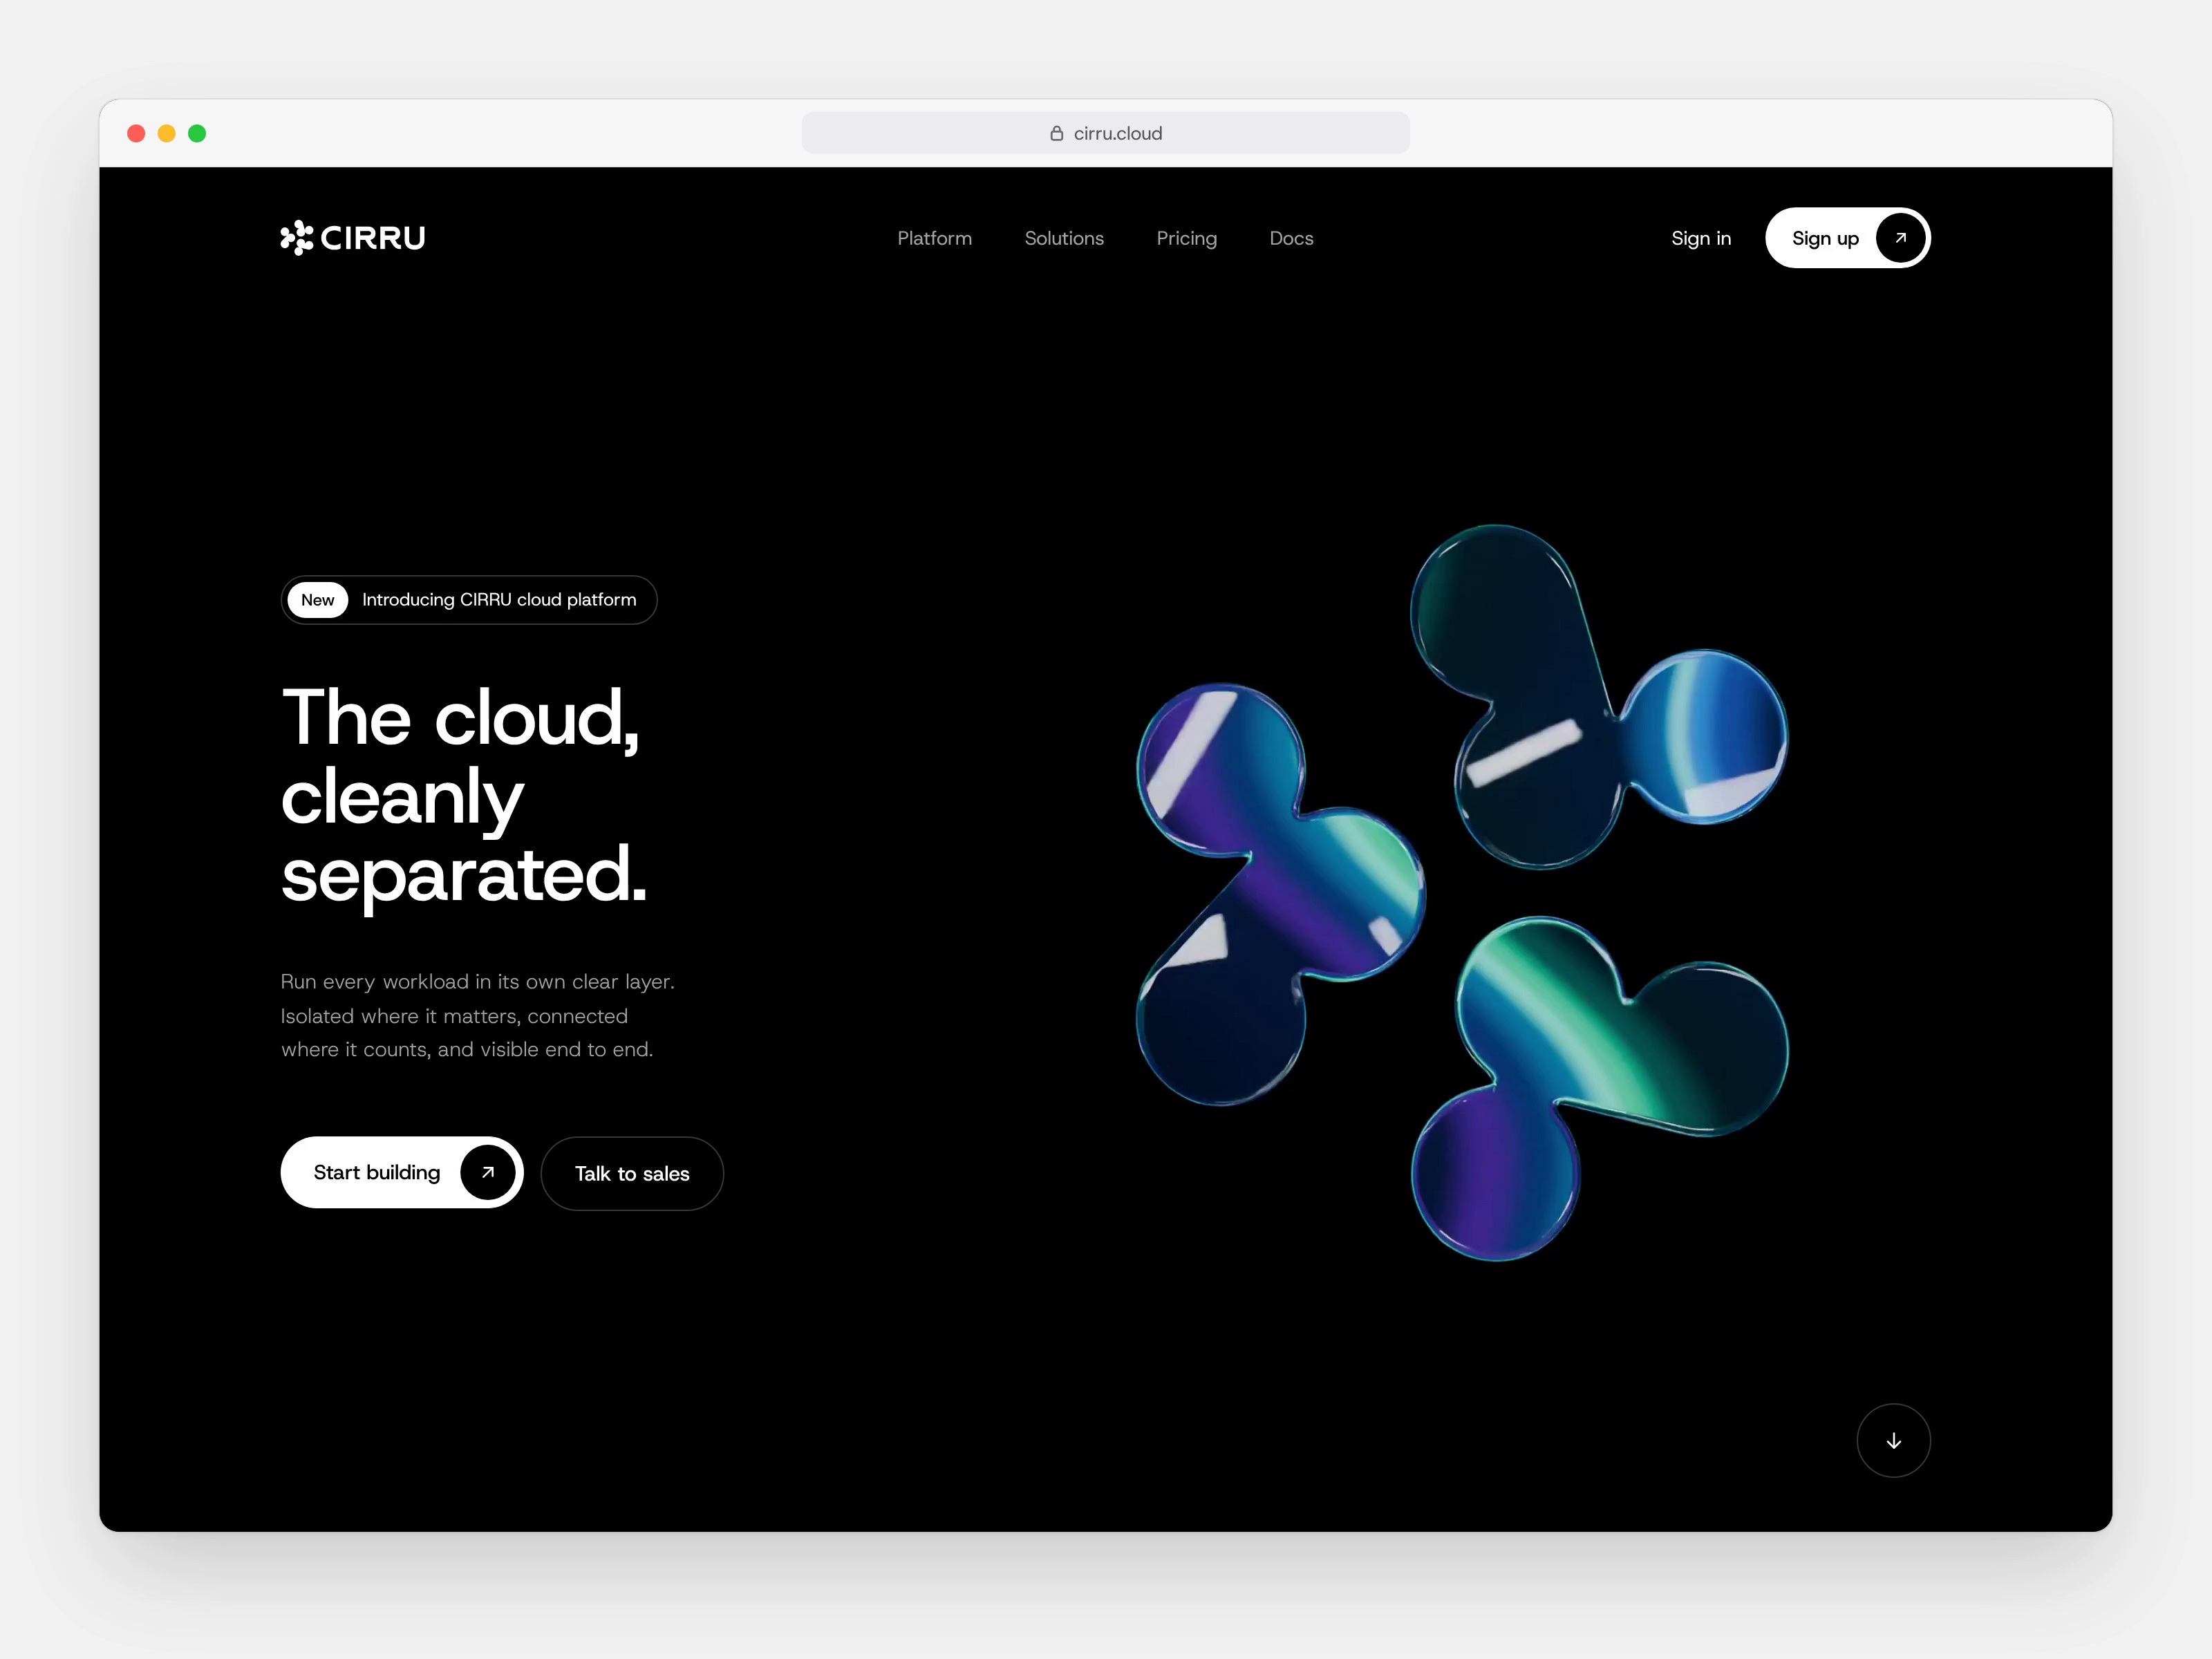 cirru.cloud
CIRRU
Platform
Solutions
Pricing
Docs
Sign in
Sign up
New
Introducing CIRRU cloud platform
The cloud,
cleanly
separated.
Run every workload in its own clear layer.
Isolated where it matters, connected
where it counts, and visible end to end.
Start building
Talk to sales